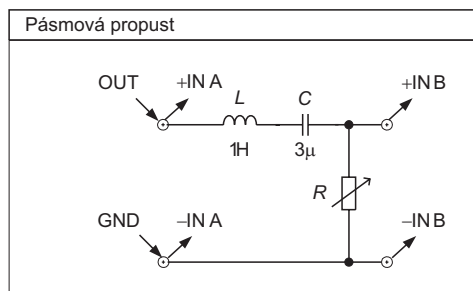 Pásmová propust
OUT +IN A L C +IN B
1H 3μ
R
GND –IN A –IN B